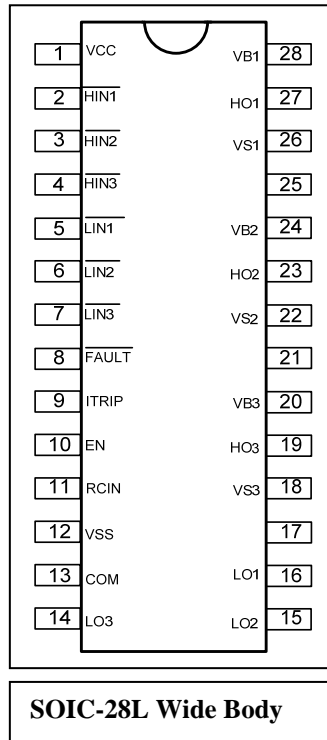 1 VCC VB1 28
2 HIN1 HO1 27
3 HIN2 VS1 26
4 HIN3 25
5 LIN1 VB2 24
6 LIN2 HO2 23
7 LIN3 VS2 22
8 FAULT 21
9 ITRIP VB3 20
10 EN HO3 19
11 RCIN VS3 18
12 VSS 17
13 COM LO1 16
14 LO3 LO2 15
SOIC-28L Wide Body